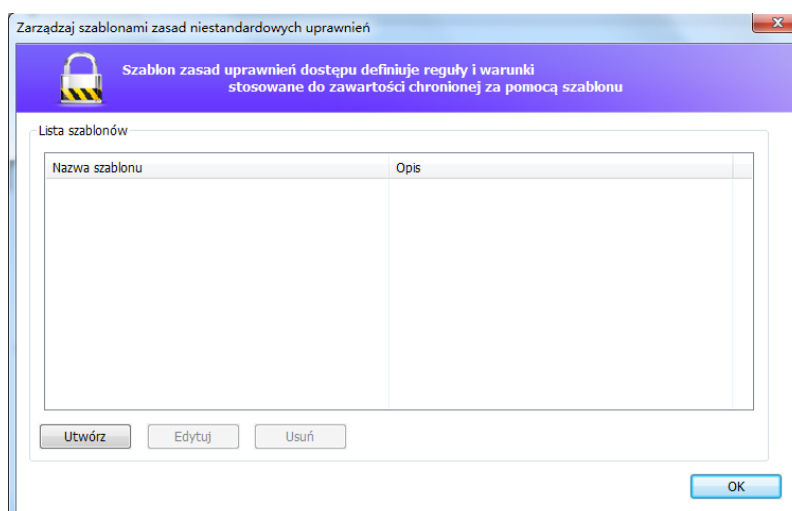 Zarządzaj szablonami zasad niestandardowych uprawnień
Szablon zasad uprawnień dostępu definiuje reguły i warunki
stosowane do zawartości chronionej za pomocą szablonu
Lista szablonów
Nazwa szablonu Opis
Utwórz Edytuj Usuń
OK